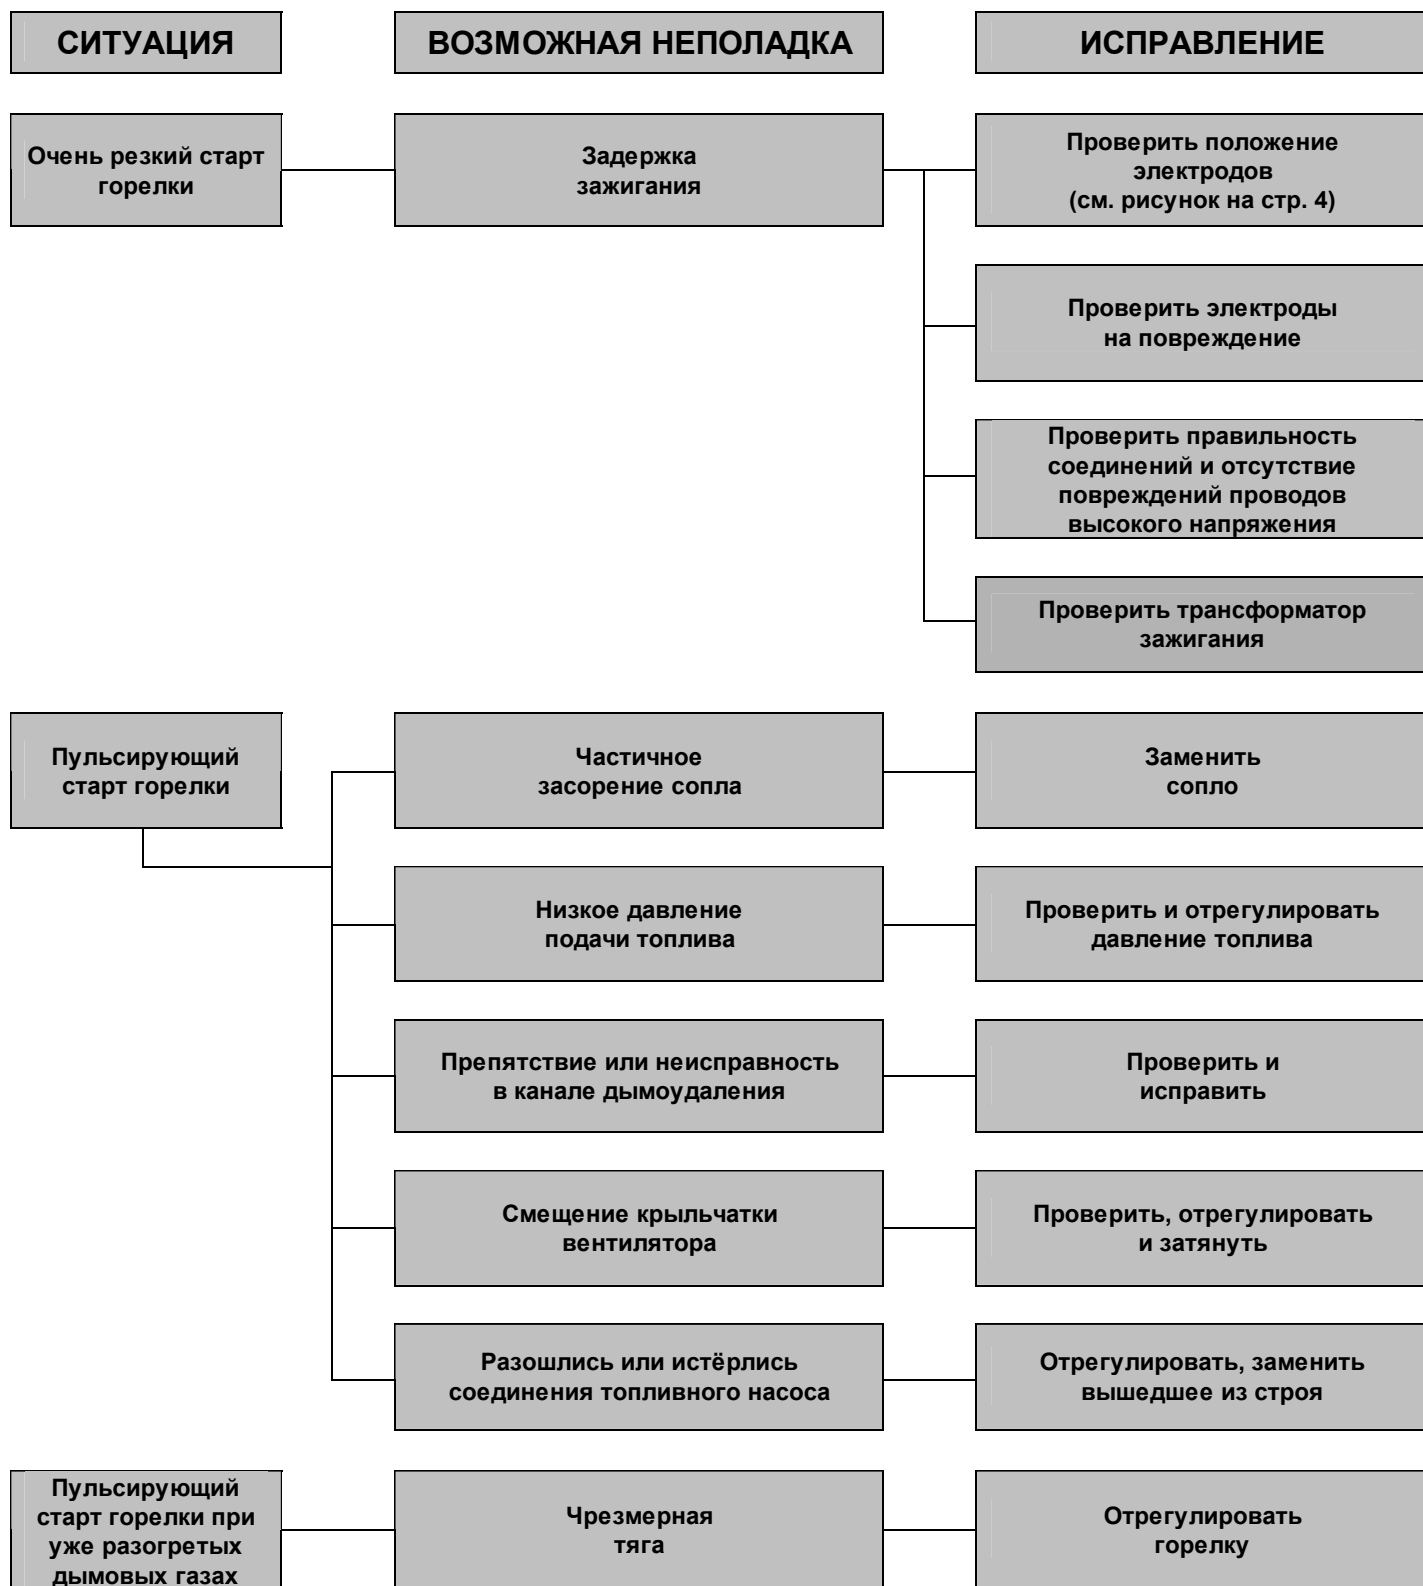 СИТУАЦИЯ
ВОЗМОЖНАЯ НЕПОЛАДКА
ИСПРАВЛЕНИЕ
Очень резкий старт
горелки
Задержка
зажигания
Проверить положение
электродов
(см. рисунок на стр. 4)
Проверить электроды
на повреждение
Проверить правильность
соединений и отсутствие
повреждений проводов
высокого напряжения
Проверить трансформатор
зажигания
Пульсирующий
старт горелки
Частичное
засорение сопла
Заменить
сопло
Низкое давление
подачи топлива
Проверить и отрегулировать
давление топлива
Препятствие или неисправность
в канале дымоудаления
Проверить и
исправить
Смещение крыльчатки
вентилятора
Проверить, отрегулировать
и затянуть
Разошлись или истёрлись
соединения топливного насоса
Отрегулировать, заменить
вышедшее из строя
Пульсирующий
старт горелки при
уже разогретых
дымовых газах
Чрезмерная
тяга
Отрегулировать
горелку